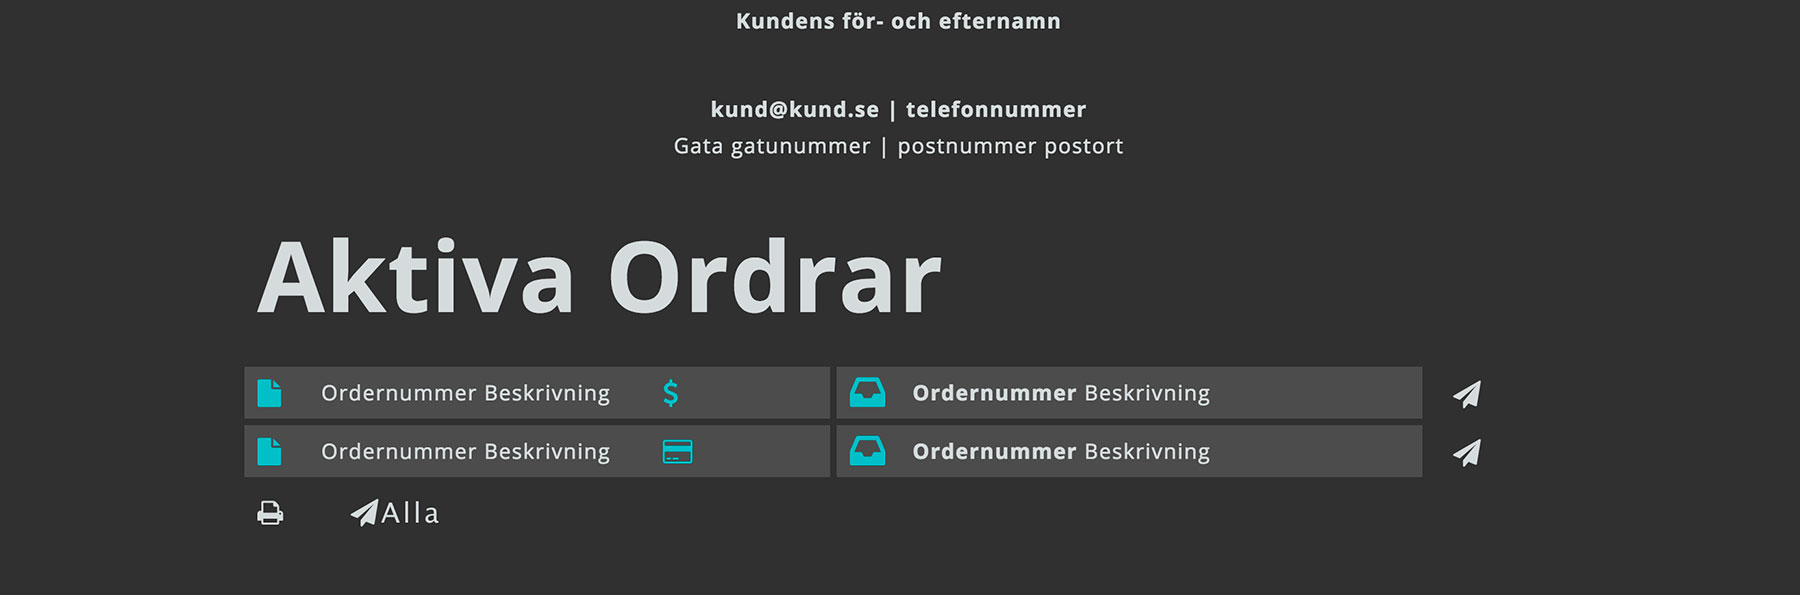 Kundens för- och efternamn
kund@kund.se | telefonnummer
Gata gatunummer | postnummer postort
Aktiva Ordrar
Ordernummer Beskrivning $ Ordernummer Beskrivning
Ordernummer Beskrivning Ordernummer Beskrivning
Alla